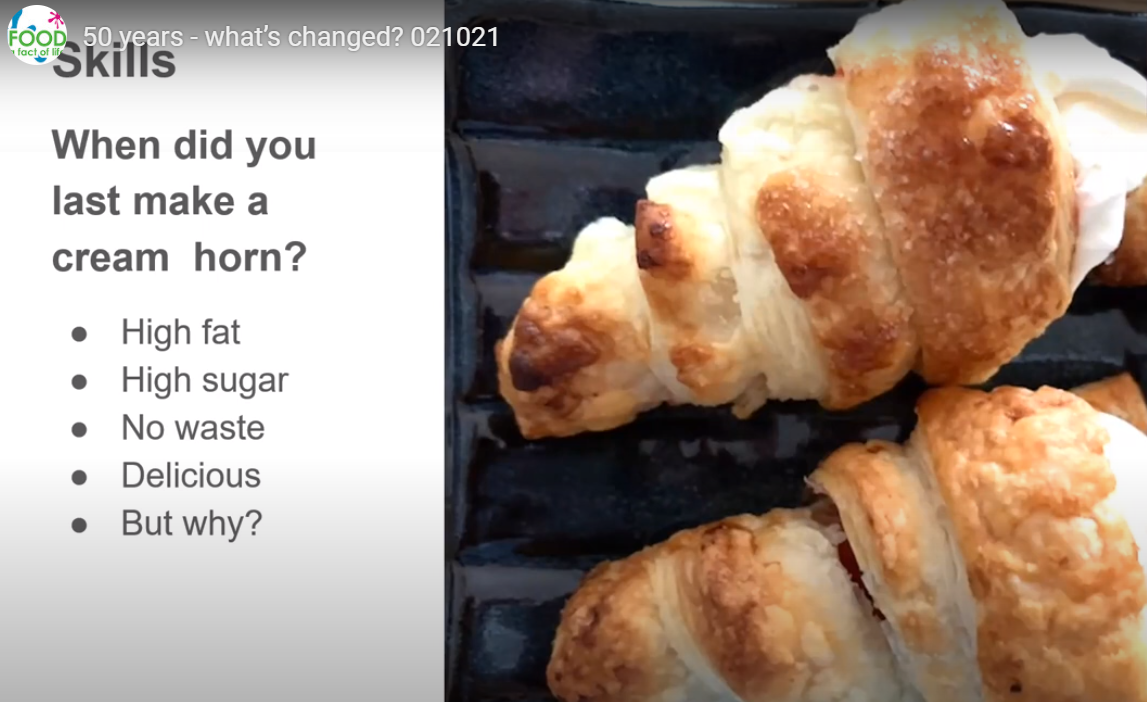 FOOD
a fact of life
50 years - what's changed? 021021
Skills
When did you
last make a
cream horn?
● High fat
● High sugar
● No waste
● Delicious
● But why?